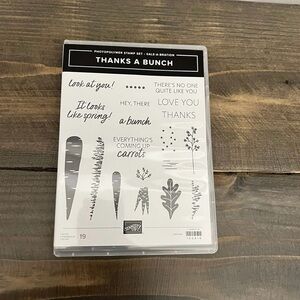 PHOTOPOLYMER STAMP SET • SALE-A-BRATION
THANKS A BUNCH
look at you!
THERE'S NO ONE
QUITE LIKE YOU
It looks
like spring!
HEY, THERE
LOVE YOU
a bunch
THANKS
EVERYTHING'S
COMING UP
carrots
19